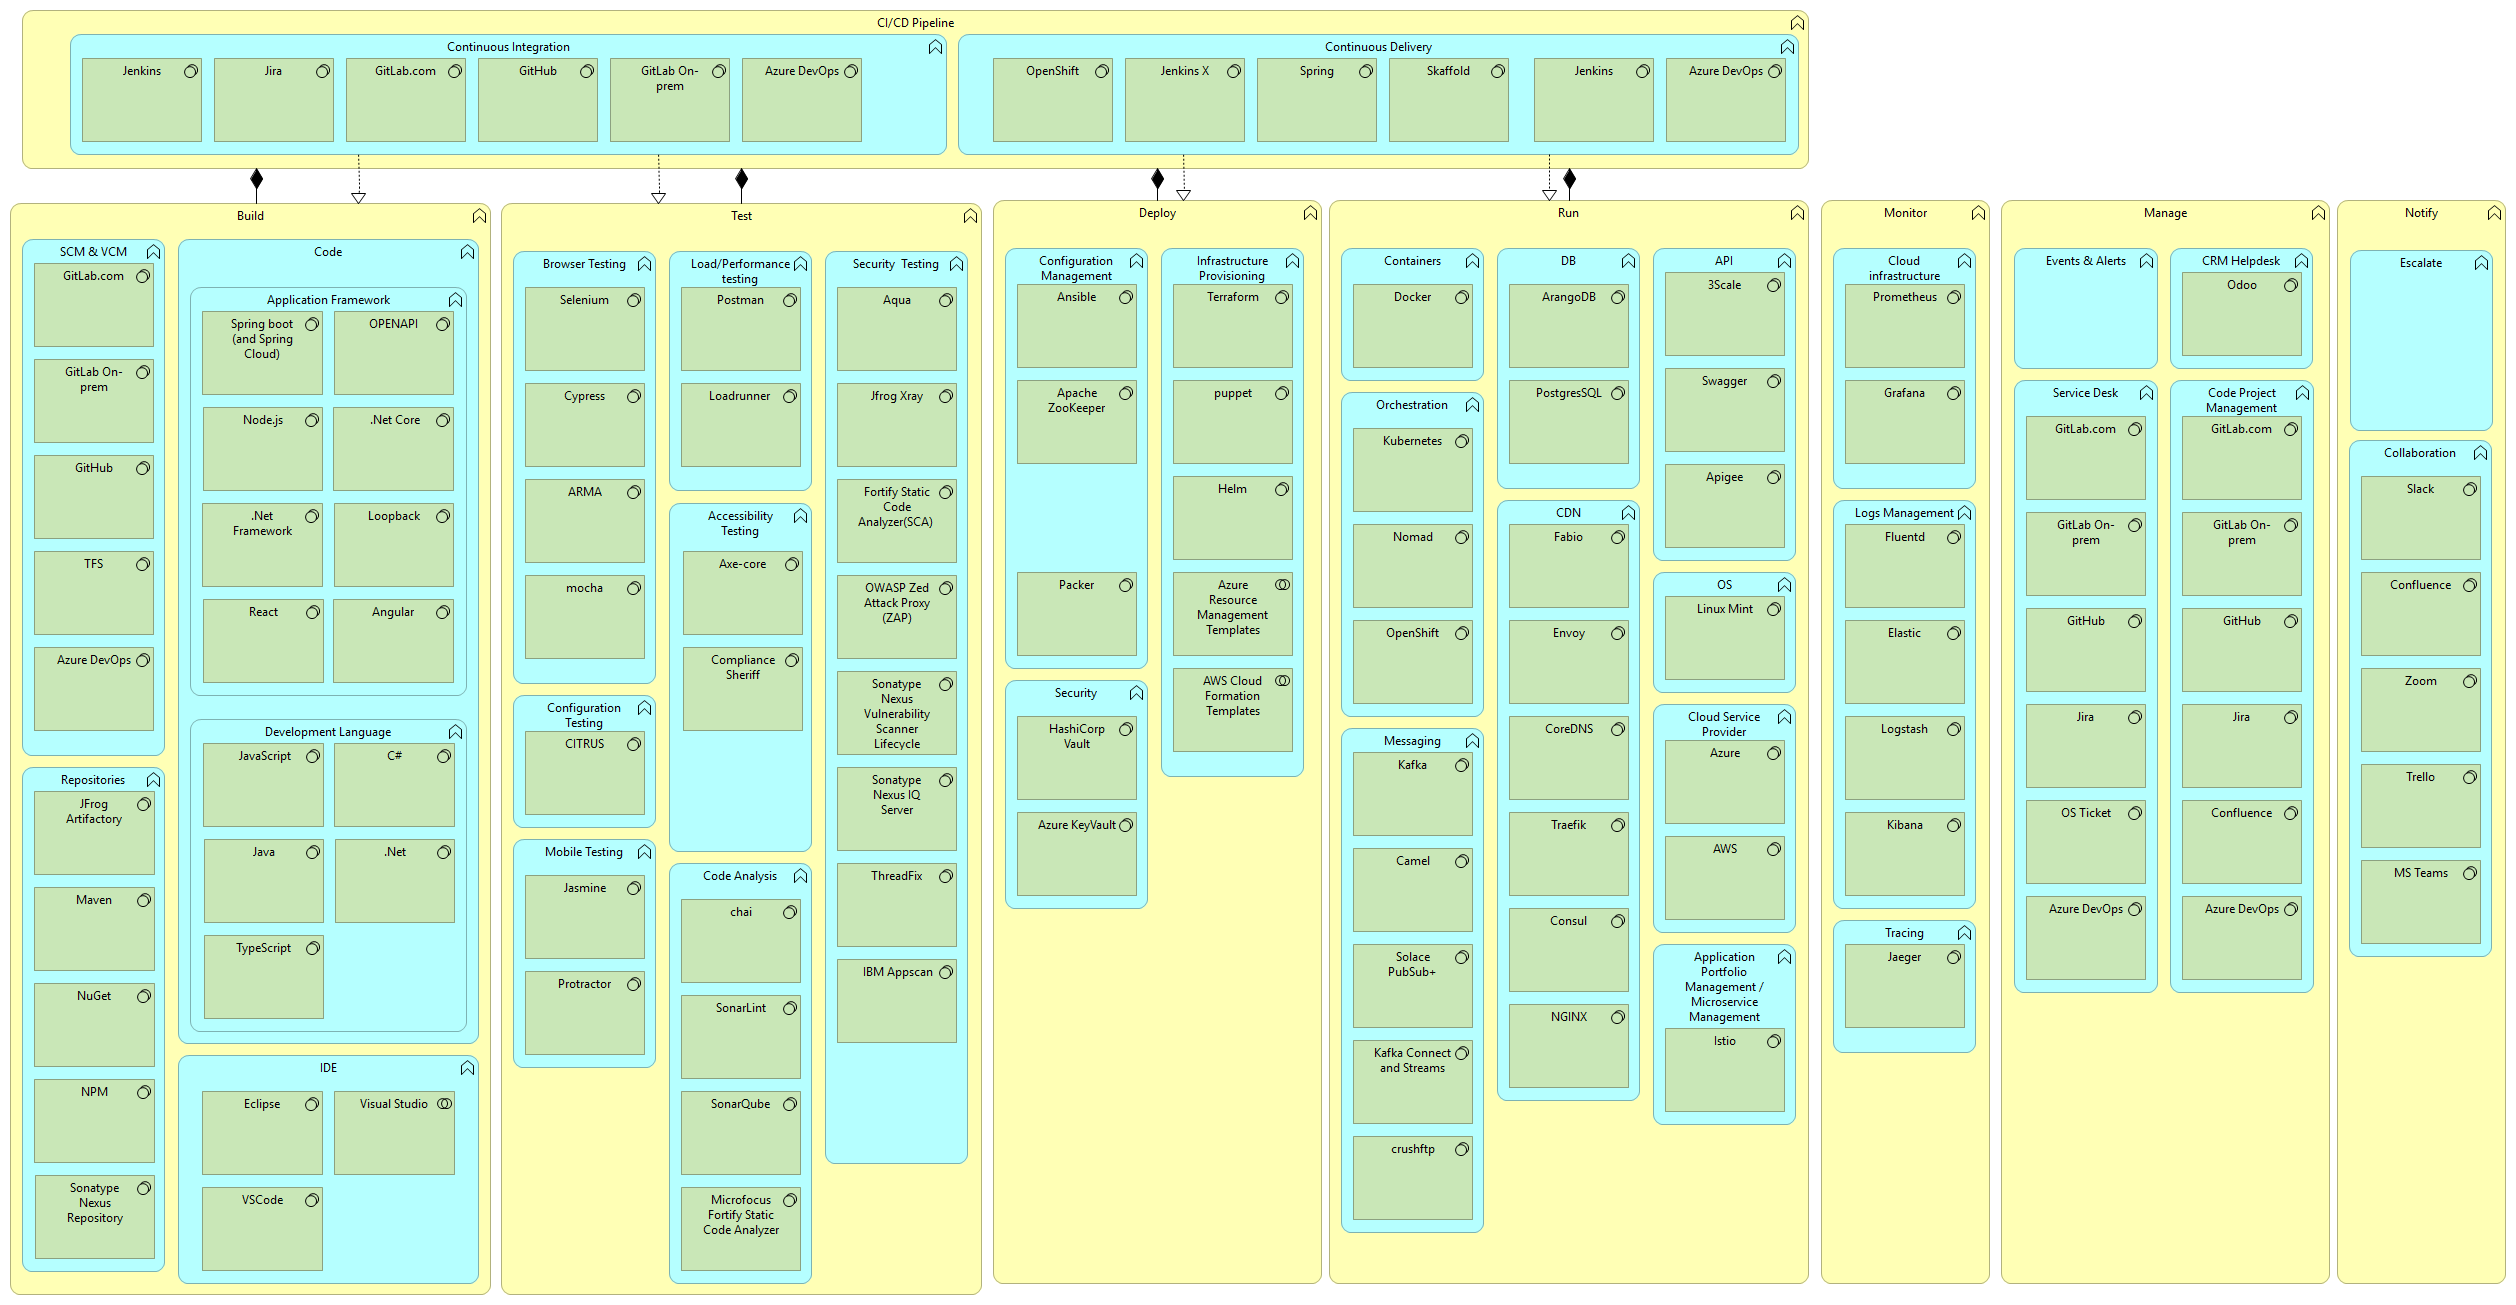 CI/CD Pipeline
Continuous Integration
Jenkins
Jira
GitLab.com
GitHub
GitLab On-
prem
Azure DevOps
Continuous Delivery
OpenShift
Jenkins X
Spring
Skaffold
Jenkins
Azure DevOps
Build
SCM & VCM
GitLab.com
GitLab On-
prem
GitHub
TFS
Azure DevOps
Repositories
JFrog
Artifactory
Maven
NuGet
NPM
Sonatype
Nexus
Repository
Code
Application Framework
Spring boot
(and Spring
Cloud)
OPENAPI
Node.js
.Net Core
.Net
Framework
Loopback
React
Angular
Development Language
JavaScript
C#
Java
.Net
TypeScript
IDE
Eclipse
Visual Studio
VSCode
Test
Browser Testing
Selenium
Cypress
ARMA
mocha
Configuration
Testing
CITRUS
Mobile Testing
Jasmine
Protractor
Load/Performance
testing
Postman
Loadrunner
Accessibility
Testing
Axe-core
Compliance
Sheriff
Code Analysis
chai
SonarLint
SonarQube
Microfocus
Fortify Static
Code Analyzer
Security Testing
Aqua
Jfrog Xray
Fortify Static
Code
Analyzer(SCA)
OWASP Zed
Attack Proxy
(ZAP)
Sonatype
Nexus
Vulnerability
Scanner
Lifecycle
Sonatype
Nexus IQ
Server
ThreadFix
IBM Appscan
Deploy
Configuration
Management
Ansible
Apache
ZooKeeper
Packer
Security
HashiCorp
Vault
Azure KeyVault
Infrastructure
Provisioning
Terraform
puppet
Helm
Azure
Resource
Management
Templates
AWS Cloud
Formation
Templates
Run
Containers
Docker
Orchestration
Kubernetes
Nomad
OpenShift
Messaging
Kafka
Camel
Solace
PubSub+
Kafka Connect
and Streams
crushftp
DB
ArangoDB
PostgresSQL
CDN
Fabio
Envoy
CoreDNS
Traefik
Consul
NGINX
API
3Scale
Swagger
Apigee
OS
Linux Mint
Cloud Service
Provider
Azure
AWS
Application
Portfolio
Management /
Microservice
Management
Istio
Monitor
Cloud
infrastructure
Prometheus
Grafana
Logs Management
Fluentd
Elastic
Logstash
Kibana
Tracing
Jaeger
Manage
Events & Alerts
CRM Helpdesk
Odoo
Service Desk
GitLab.com
GitLab On-
prem
GitHub
Jira
OS Ticket
Azure DevOps
Code Project
Management
GitLab.com
GitLab On-
prem
GitHub
Jira
Confluence
Azure DevOps
Notify
Escalate
Collaboration
Slack
Confluence
Zoom
Trello
MS Teams